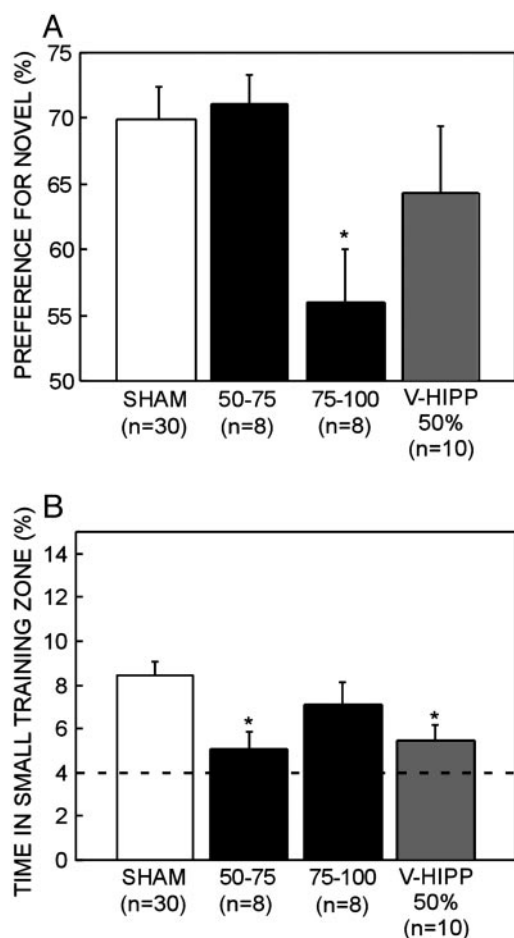 A
PREFERENCE FOR NOVEL (%)
75
70
65
60
55
50
*
SHAM
(n=30)
50-75
(n=8)
75-100
(n=8)
V-HIPP
50%
(n=10)
B
TIME IN SMALL TRAINING ZONE (%)
14
12
10
8
6
4
2
0
*
*
SHAM
(n=30)
50-75
(n=8)
75-100
(n=8)
V-HIPP
50%
(n=10)